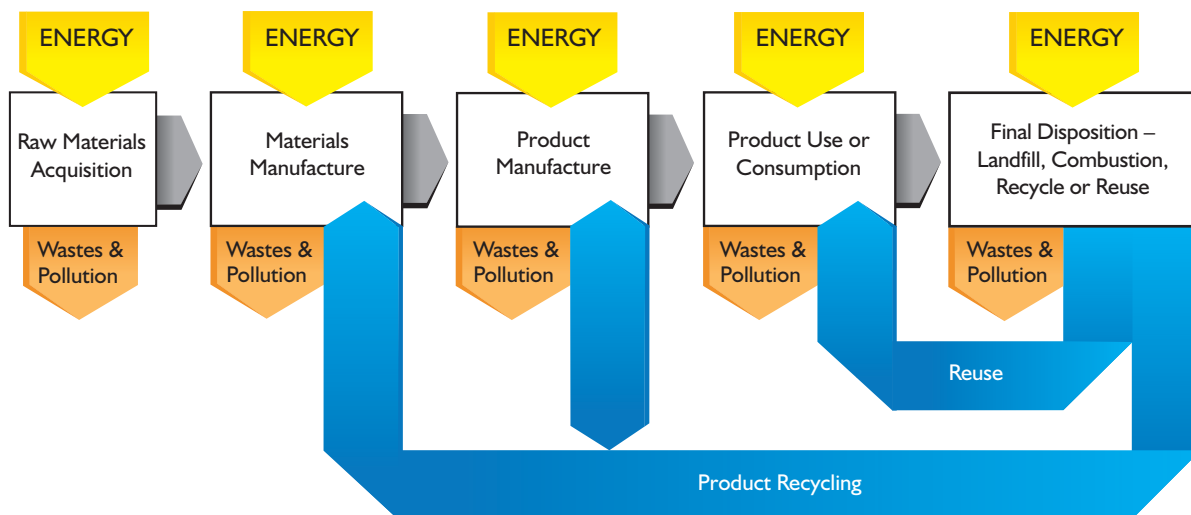 ENERGY
ENERGY
ENERGY
ENERGY
ENERGY
Raw Materials
Acquisition
Materials
Manufacture
Product
Manufacture
Product Use or
Consumption
Final Disposition –
Landfill, Combustion,
Recycle or Reuse
Wastes &
Pollution
Wastes &
Pollution
Wastes &
Pollution
Wastes &
Pollution
Wastes &
Pollution
Reuse
Product Recycling